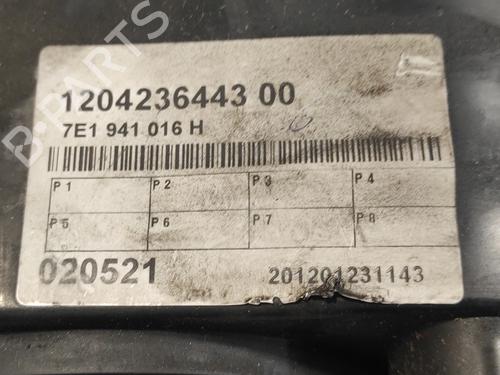 B-PARTS
1204236443 00
7E1 941 016 H
P 1 P 2 P 3 P 4
P 5 P 6 P 7 P 8
020521 201201231143